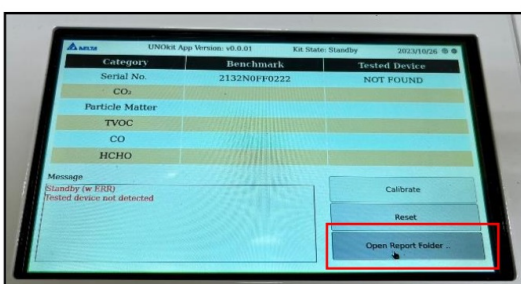 DELTA UNOkit App Version: v0.0.01 Kit State: Standby 2023/10/26
Category Benchmark Tested Device
Serial No. 2132N0FF0222 NOT FOUND
CO₂
Particle Matter
TVOC
CO
HCHO
Message
Standby (w ERR)
Tested device not detected
Calibrate
Reset
Open Report Folder ..